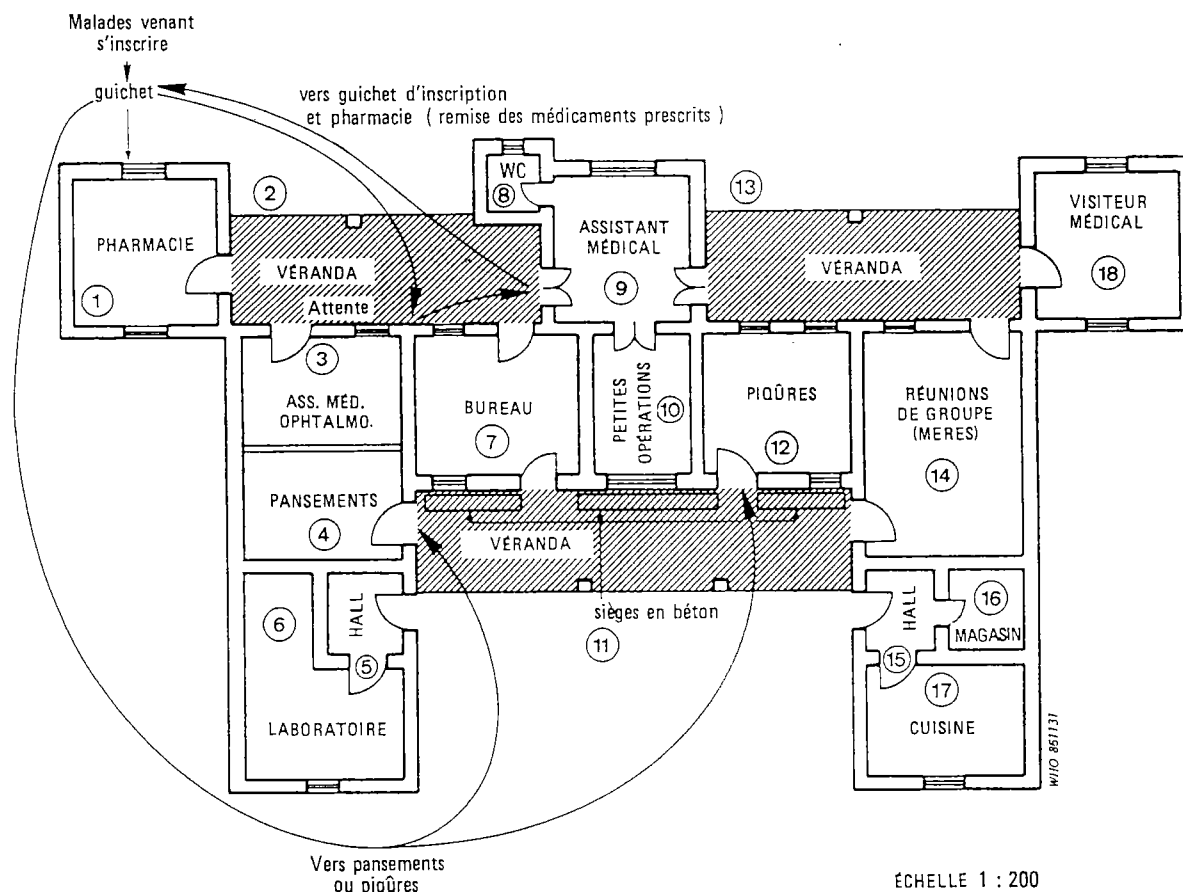 Malades venant
s'inscrire
guichet
vers guichet d'inscription
et pharmacie ( remise des médicaments prescrits )
WC
8
2
13
PHARMACIE
1
VÉRANDA
Attente
ASSISTANT
MÉDICAL
9
VÉRANDA
VISITEUR
MÉDICAL
18
3
ASS. MÉD.
OPHTALMO.
BUREAU
7
PETITES
OPÉRATIONS
10
PIQÛRES
12
RÉUNIONS
DE GROUPE
(MERES)
14
PANSEMENTS
4
VÉRANDA
sièges en béton
11
6
HALL
5
LABORATOIRE
HALL
15
16
MAGASIN
17
CUISINE
WHO 861131
Vers pansements
ou piqûres
ÉCHELLE 1 : 200